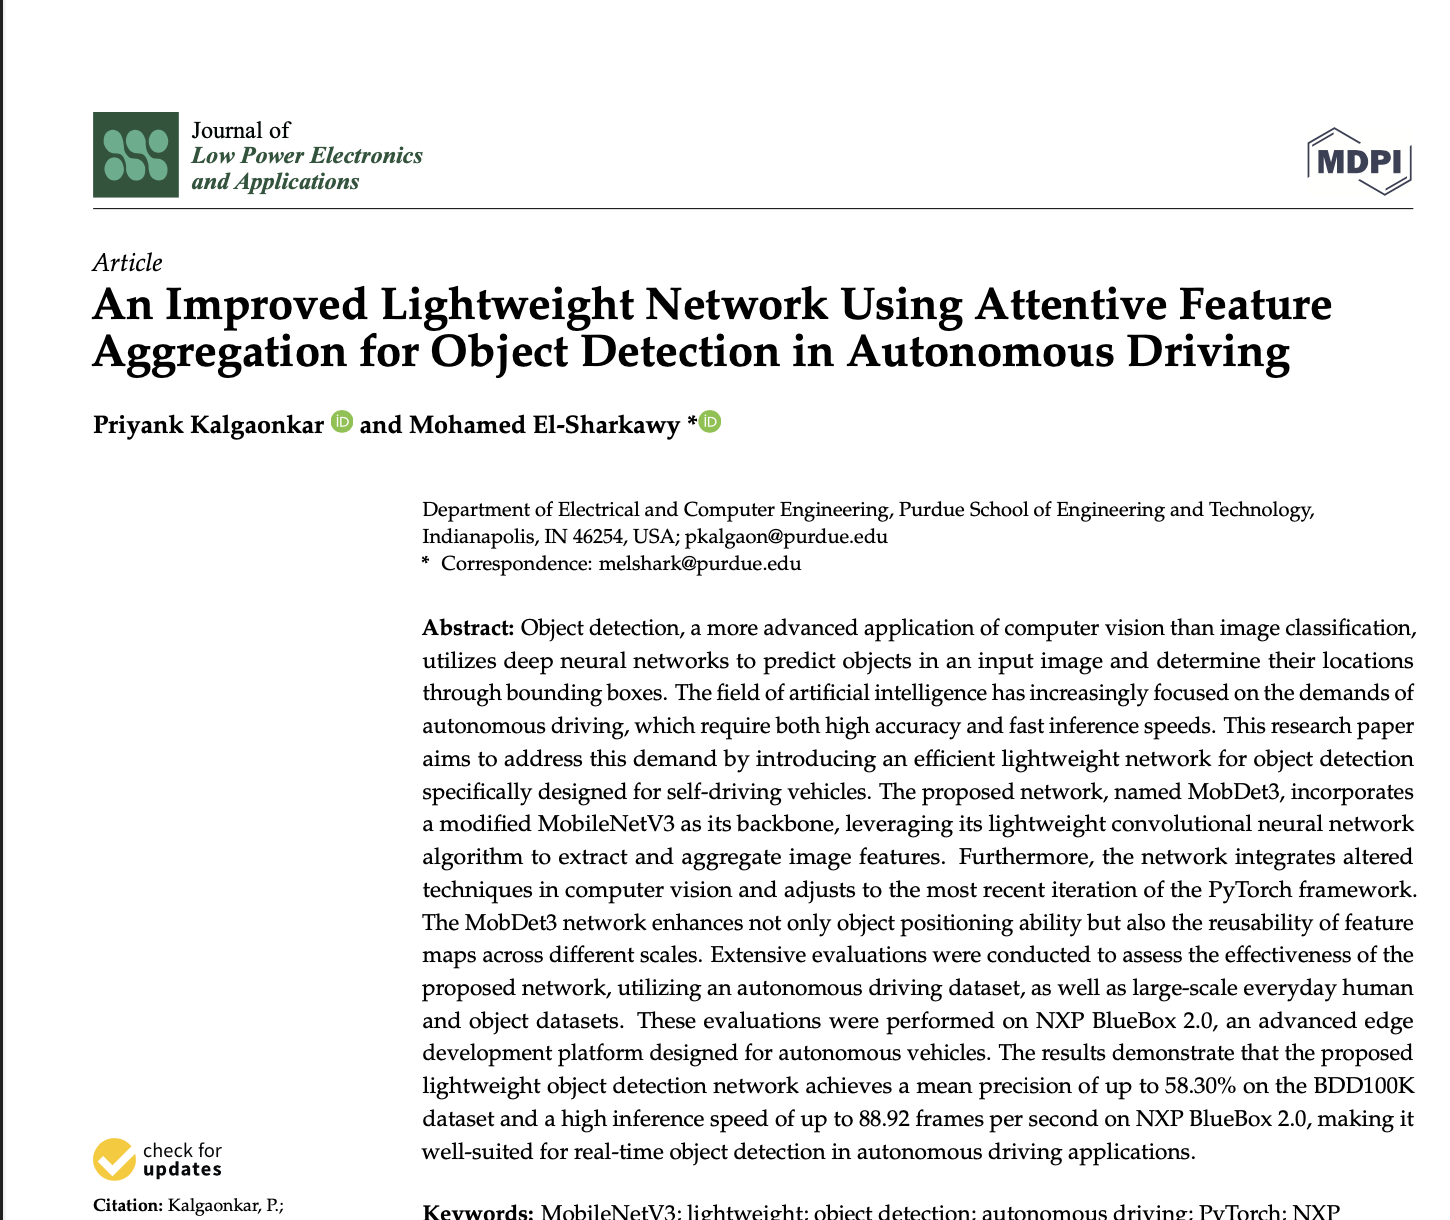 Journal of
Low Power Electronics
and Applications
MDPI
Article
An Improved Lightweight Network Using Attentive Feature
Aggregation for Object Detection in Autonomous Driving
Priyank Kalgaonkar iD and Mohamed El-Sharkawy * iD
Department of Electrical and Computer Engineering, Purdue School of Engineering and Technology,
Indianapolis, IN 46254, USA; pkalgaon@purdue.edu
* Correspondence: melshark@purdue.edu
Abstract: Object detection, a more advanced application of computer vision than image classification,
utilizes deep neural networks to predict objects in an input image and determine their locations
through bounding boxes. The field of artificial intelligence has increasingly focused on the demands of
autonomous driving, which require both high accuracy and fast inference speeds. This research paper
aims to address this demand by introducing an efficient lightweight network for object detection
specifically designed for self-driving vehicles. The proposed network, named MobDet3, incorporates
a modified MobileNetV3 as its backbone, leveraging its lightweight convolutional neural network
algorithm to extract and aggregate image features. Furthermore, the network integrates altered
techniques in computer vision and adjusts to the most recent iteration of the PyTorch framework.
The MobDet3 network enhances not only object positioning ability but also the reusability of feature
maps across different scales. Extensive evaluations were conducted to assess the effectiveness of the
proposed network, utilizing an autonomous driving dataset, as well as large-scale everyday human
and object datasets. These evaluations were performed on NXP BlueBox 2.0, an advanced edge
development platform designed for autonomous vehicles. The results demonstrate that the proposed
lightweight object detection network achieves a mean precision of up to 58.30% on the BDD100K
dataset and a high inference speed of up to 88.92 frames per second on NXP BlueBox 2.0, making it
well-suited for real-time object detection in autonomous driving applications.
check for
updates
Citation: Kalgaonkar, P.;
Keywords: MobileNetV3; lightweight; object detection; autonomous driving; PyTorch; NXP